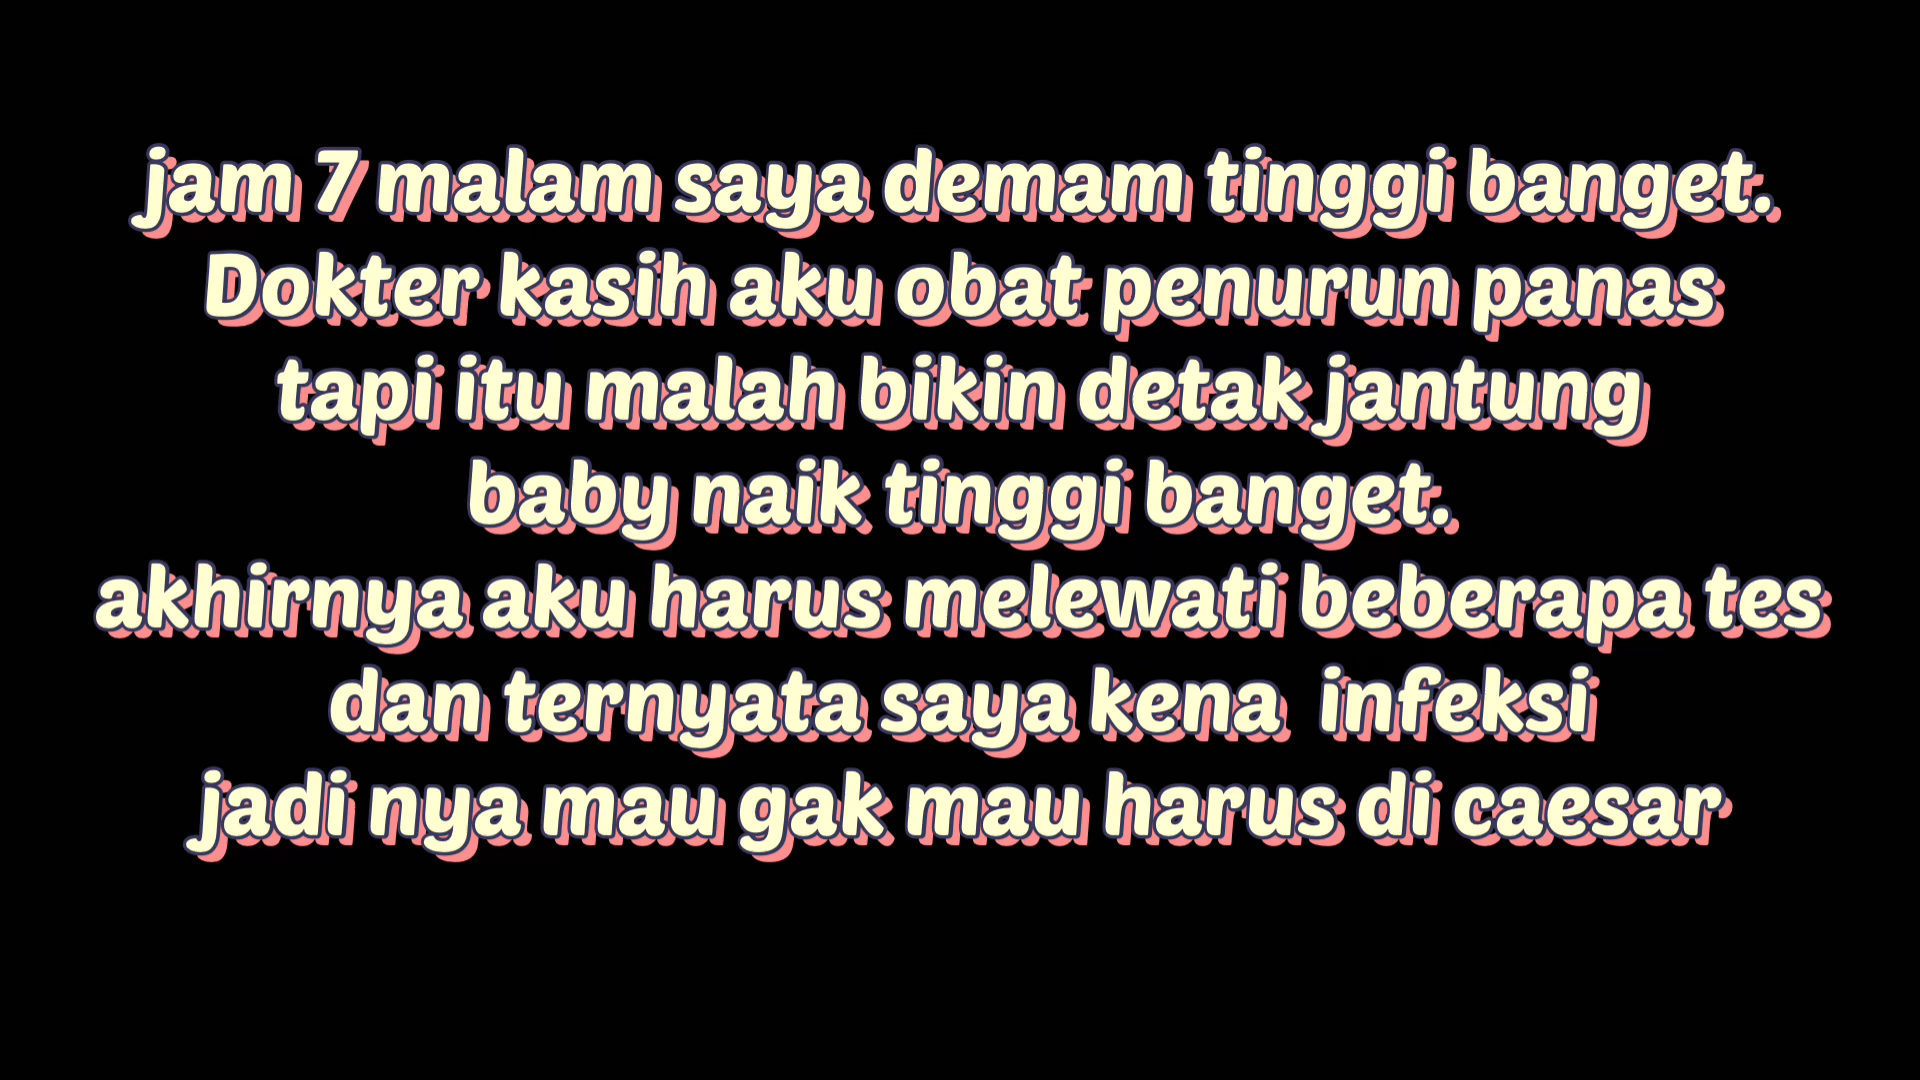 jam 7 malam saya demam tinggi banget.
Dokter kasih aku obat penurun panas
tapi itu malah bikin detak jantung
baby naik tinggi banget.
akhirnya aku harus melewati beberapa tes
dan ternyata saya kena  infeksi
jadi nya mau gak mau harus di caesar